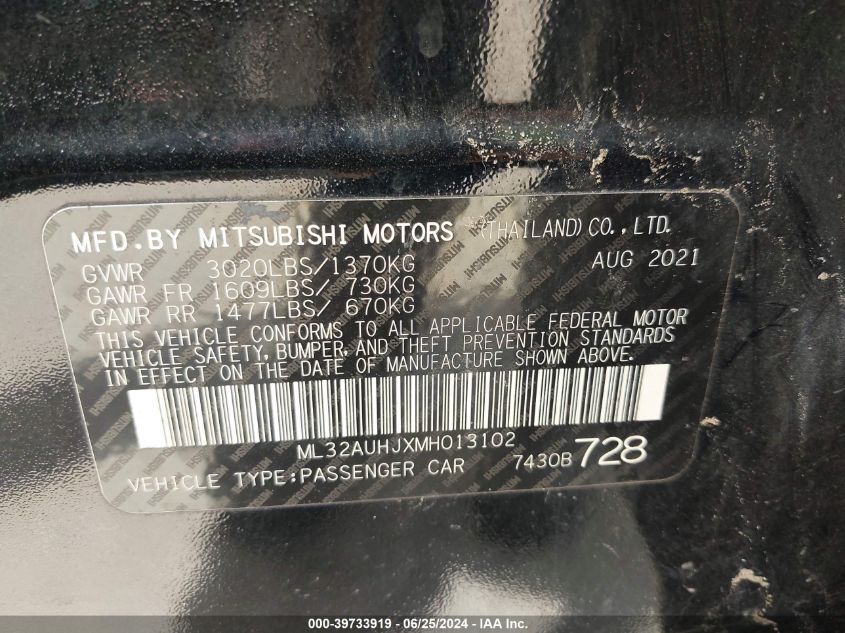 MFD.BY MITSUBISHI MOTORS (THAILAND)CO.,LTD.
GVWR 3020LBS/1370KG AUG 2021
GAWR FR 1609LBS/ 730KG
GAWR RR 1477LBS/ 670KG
THIS VEHICLE CONFORMS TO ALL APPLICABLE FEDERAL MOTOR
VEHICLE SAFETY, BUMPER, AND THEFT PREVENTION STANDARDS
IN EFFECT ON THE DATE OF MANUFACTURE SHOWN ABOVE.
ML32AUHJXMH013102
VEHICLE TYPE:PASSENGER CAR 7430B 728
000-39733919 - 06/25/2024 - IAA Inc.